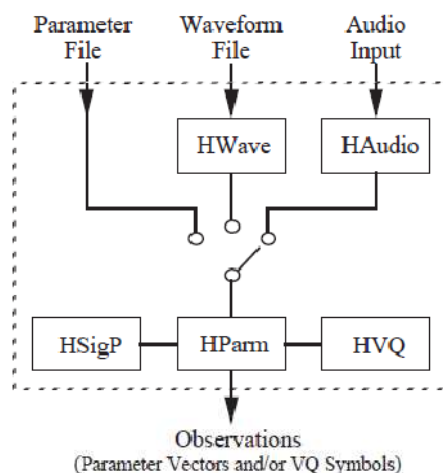 Parameter File
Waveform File
Audio Input
HWave
HAudio
HSigP
HParm
HVQ
Observations
(Parameter Vectors and/or VQ Symbols)